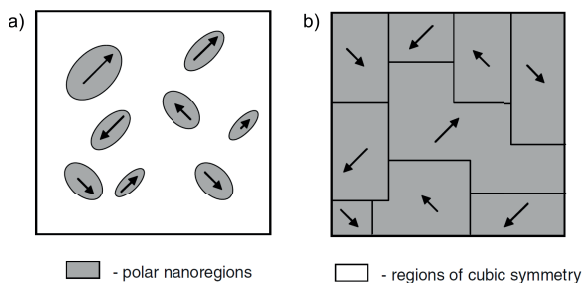 a)
b)
- polar nanoregions
- regions of cubic symmetry